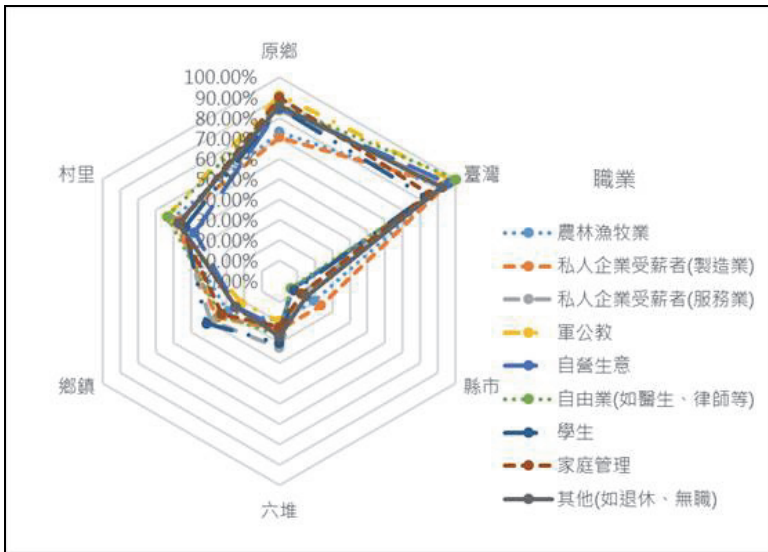 原鄉
100.00%
90.00%
80.00%
70.00%
60.00%
50.00%
臺灣
村里
職業
農林漁牧業
私人企業受薪者(製造業)
私人企業受薪者(服務業)
軍公教
自營生意
自由業(如醫生、律師等)
學生
家庭管理
其他(如退休、無職)
鄉鎮
縣市
六堆